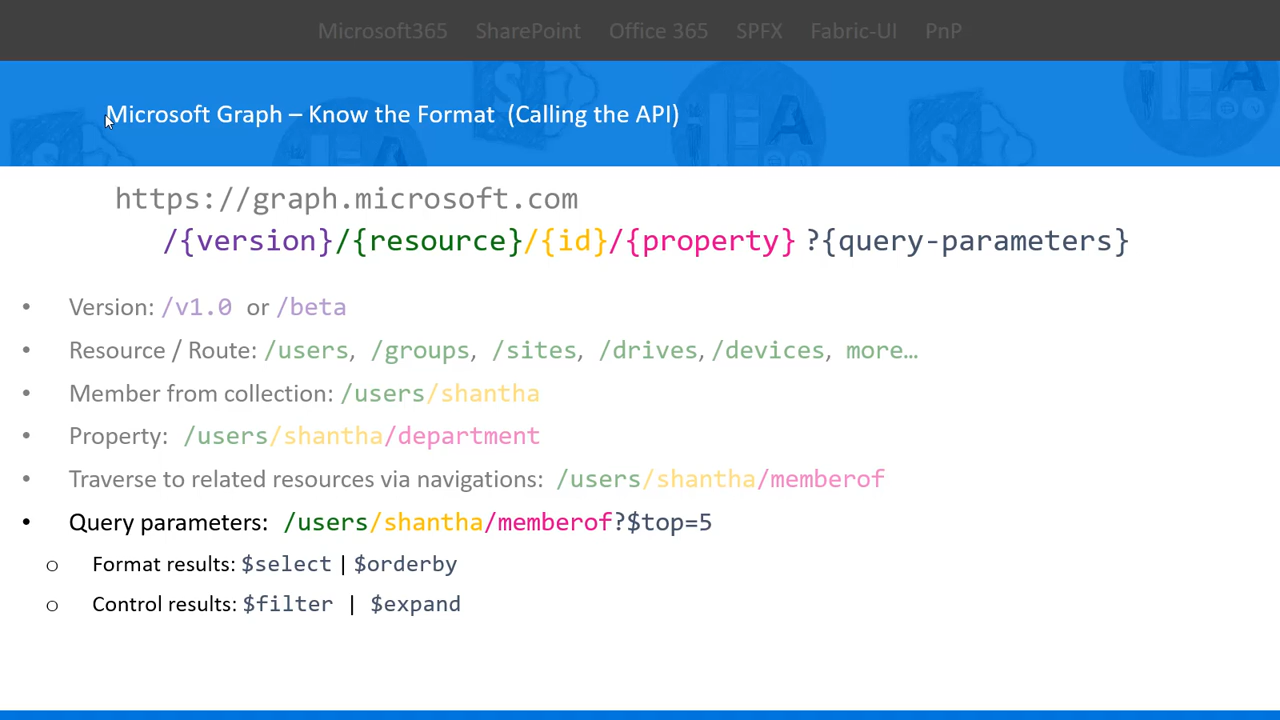 Microsoft365 SharePoint Office 365 SPFX Fabric-UI PnP
Microsoft Graph – Know the Format (Calling the API)
https://graph.microsoft.com
/{version}/{resource}/{id}/{property} ?{query-parameters}
• Version: /v1.0 or /beta
• Resource / Route: /users, /groups, /sites, /drives, /devices, more…
• Member from collection: /users/shantha
• Property: /users/shantha/department
• Traverse to related resources via navigations: /users/shantha/memberof
• Query parameters: /users/shantha/memberof?$top=5
o Format results: $select | $orderby
o Control results: $filter | $expand